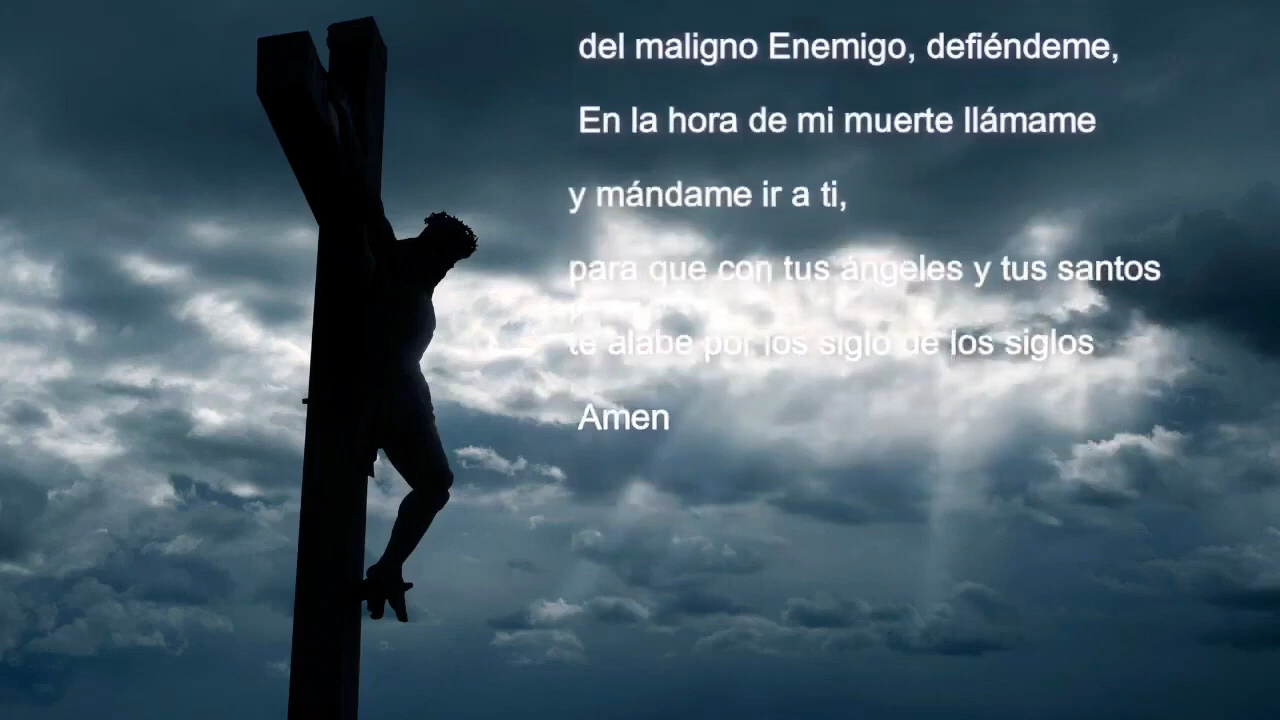 del maligno Enemigo, defiéndeme,
En la hora de mi muerte llámame
y mándame ir a ti,
para que con tus ángeles y tus santos
te alabe por los siglo de los siglos
Amen